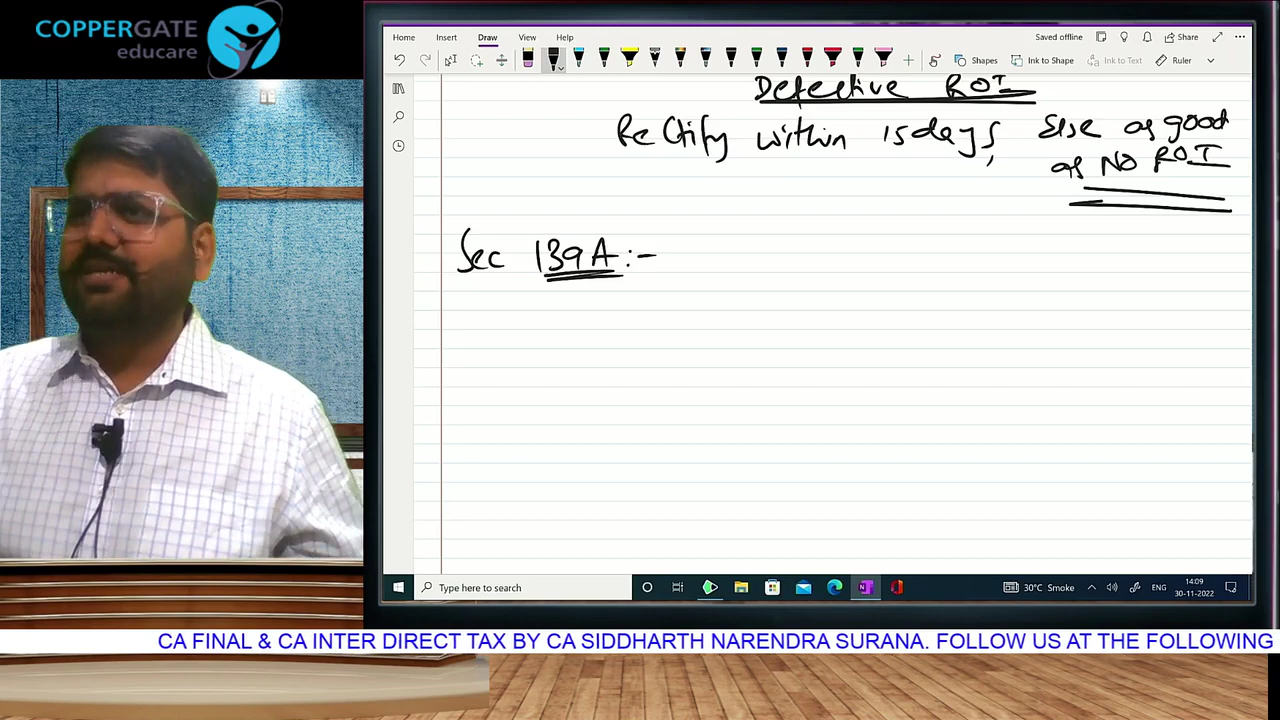 COPPERGATE
educare
Home Insert Draw View Help
Saved offline
Share
Shapes
Ink to Shape
Ink to Text
Ruler
Defective ROI
Rectify within 15 days, Else as good
as No ROI
Sec 139A :-
Type here to search
30°C Smoke
ENG
14:09
30-11-2022
CA FINAL & CA INTER DIRECT TAX BY CA SIDDHARTH NARENDRA SURANA. FOLLOW US AT THE FOLLOWING